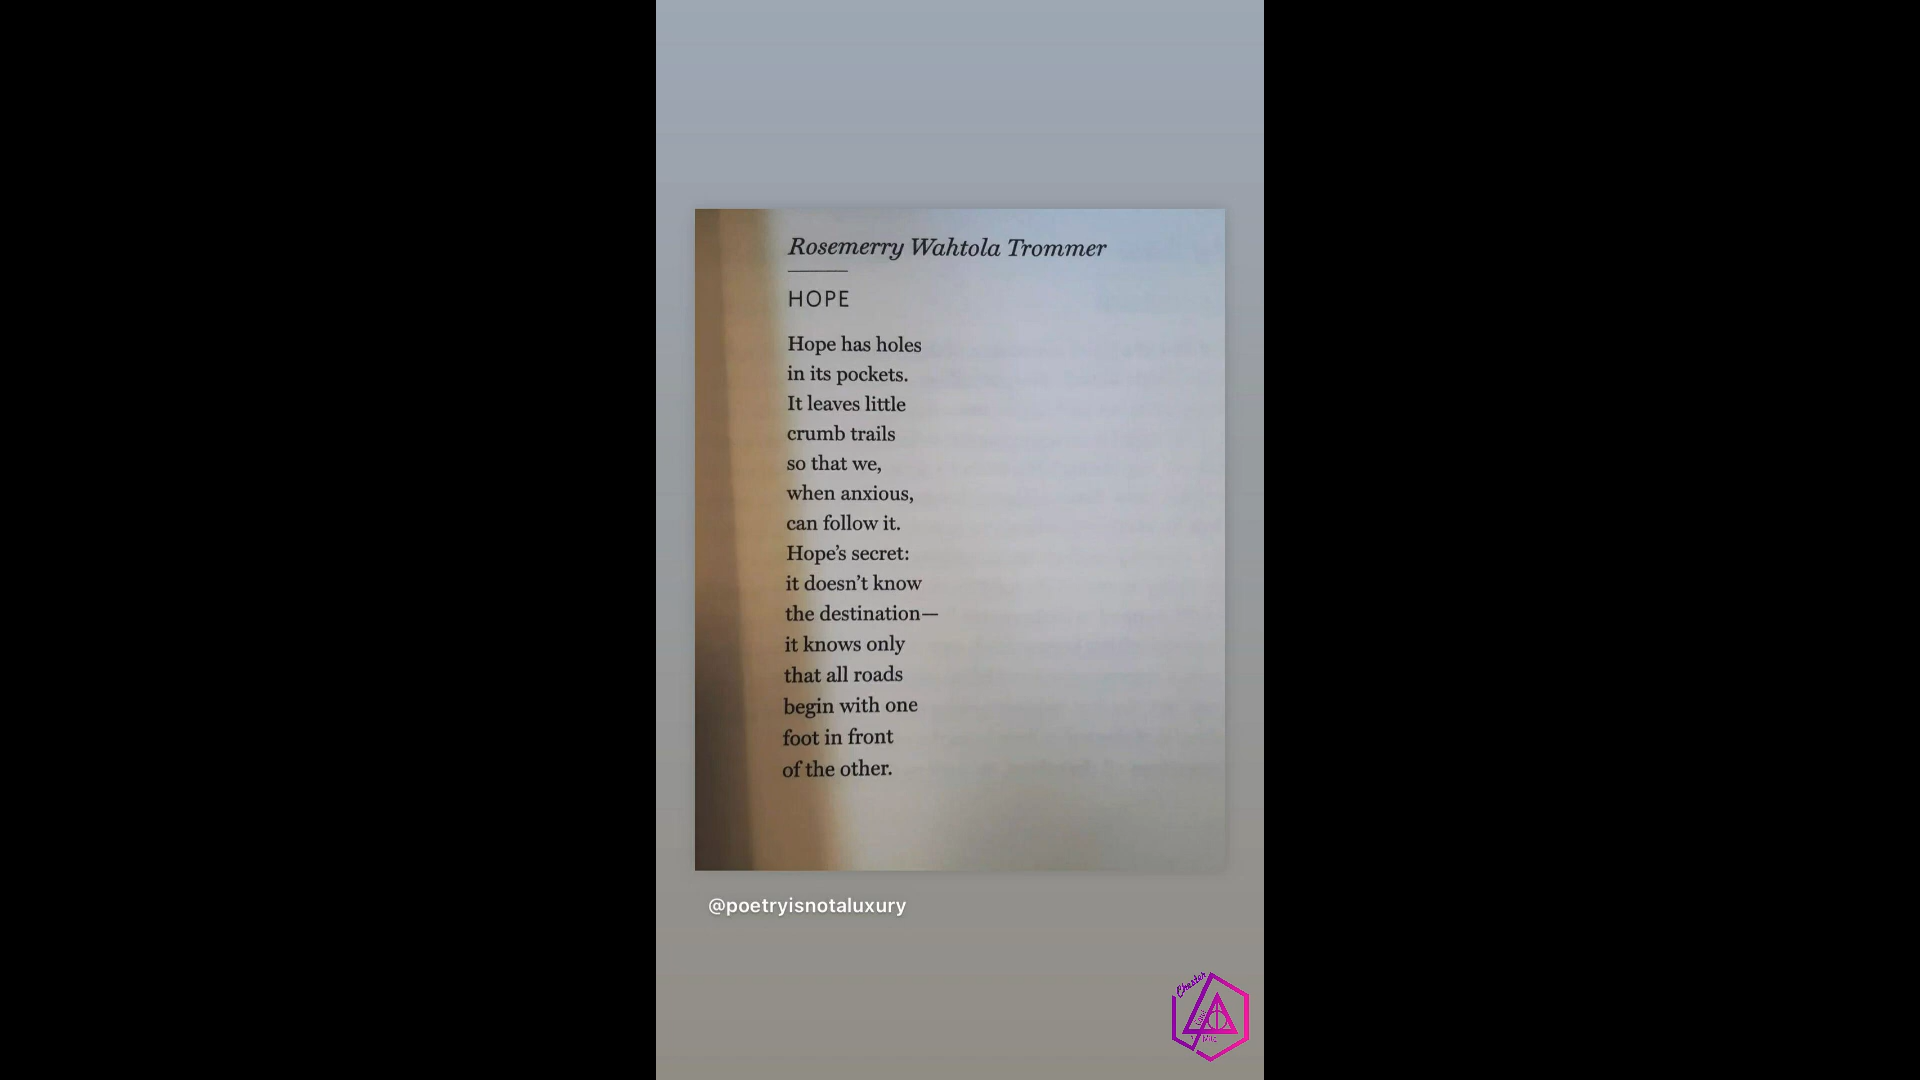 Rosemerry Wahtola Trommer
HOPE
Hope has holes
in its pockets.
It leaves little
crumb trails
so that we,
when anxious,
can follow it.
Hope’s secret:
it doesn’t know
the destination—
it knows only
that all roads
begin with one
foot in front
of the other.
@poetryisnotaluxury
Chester